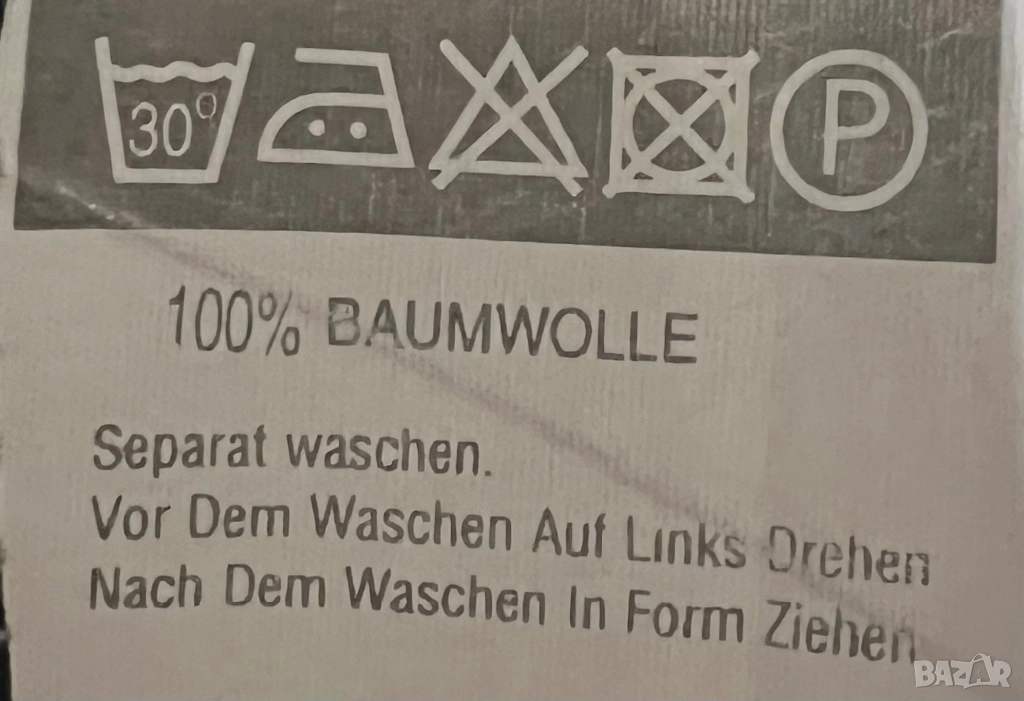 30°
P
100% BAUMWOLLE
Separat waschen.
Vor Dem Waschen Auf Links Drehen
Nach Dem Waschen In Form Ziehen
BAZAR